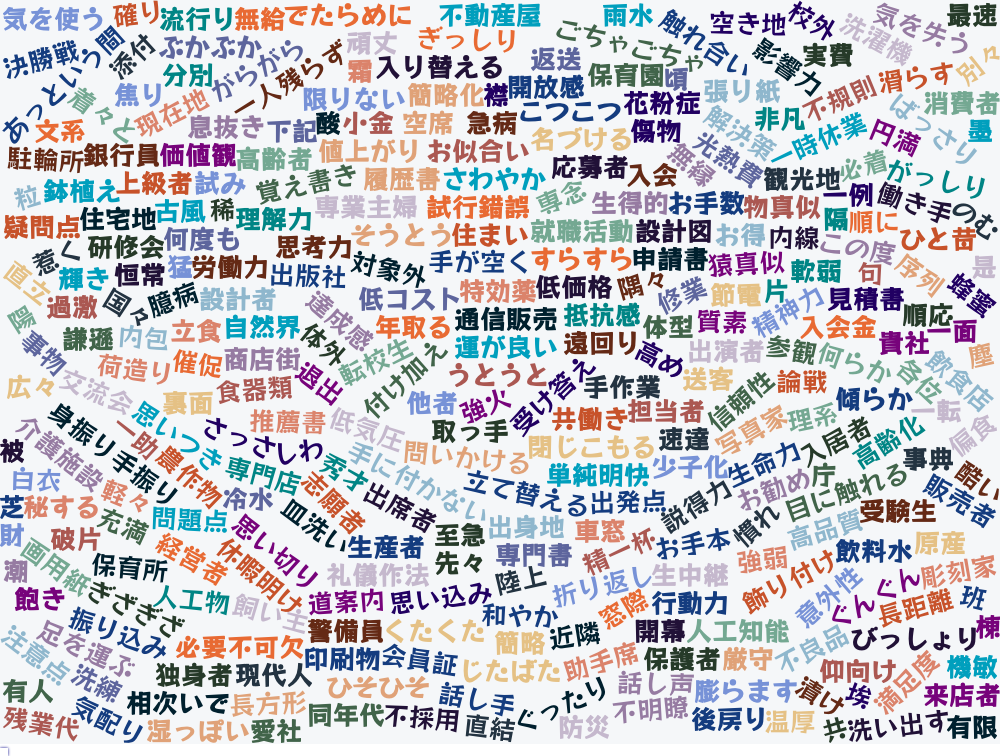 気を使う
確り
流行り
無給
でたらめに
不動産屋
雨水
触れ合い
空き地
校外
洗濯機
気を失う
最速
決勝戦
あっという間
添付
ぶかぶか
がらがら
一人残らず
頑丈
ぎっしり
返送
ごちゃごちゃ
影響力
実費
別々
分別
霜
入り替える
開放感
保育園
頃
張り紙
不規則
滑らす
着々と
焦り
現在地
限りない
簡略化
襟
こつこつ
花粉症
非凡
ばっさり
消費者
文系
息抜き
下記
酸
小金
空席
急病
名づける
傷物
解決策
光熱費
一時休業
円満
墨
駐輪所
銀行員
価値観
高齢者
値上がり
お似合い
応募者
入会
無稼
観光地
必着
がっしり
粒
鉢植え
上級者
試み
覚え書き
履歴書
さわやか
専念
生得的
お手数
物真似
一例
働き手
のむ
疑問点
住宅地
古風
稀
理解力
専業主婦
試行錯誤
隔
順に
ひと昔
惹く
研修会
何度も
思考力
そうとう
住まい
就職活動
設計図
お得
内線
この度
序列
是
直立
輝き
恒常
猛
労働力
出版社
対象外
手が空く
すらすら
申請書
猿真似
軟弱
句
蜂蜜
陽
過激
国々
臆病
設計者
達成感
低コスト
特効薬
低価格
隅々
修業
節電
片
精神力
見積書
順応
事物
謙遜
内包
立食
自然界
体外
年取る
通信販売
抵抗感
体型
質素
入会金
貴社
一面
塵
荷造り
催促
商店街
転校生
付け加え
運が良い
遠回り
高め
出演者
参観
何らか
各位
飲食店
広々
交流会
裏面
食器類
退出
うとうと
受け答え
手作業
送客
信頼性
論戦
傾らか
一転
偏食
被
介護施設
身振り手振り
一助
思いつき
さっさ
しわ
推薦書
低気圧
他者
強火
取っ手
共働き
担当者
速達
写真家
理系
高齢化
事典
酷い
白衣
軽々
農作物
専門店
秀才
手に付かない
問いかける
閉じこもる
単純明快
少子化
生命力
入居者
目に触れる
販売者
芝
秘する
充満
問題点
冷水
志願者
皿洗い
出席者
立て替える
出発点
説得力
お勧め
庁
慣れ
受験生
財
破片
経営者
思い切り
生産者
至急
出身地
車窓
精一杯
お手本
高品質
飲料水
原産
潮
画用紙
保育所
休暇明け
礼儀作法
先々
専門書
陸上
折り返し
生中継
強弱
飾り付け
意外性
ぐんぐん
彫刻家
飽き
ぎざぎざ
人工物
飼い主
道案内
思い込み
和やか
窓際
行動力
長距離
班
棟
注意点
足を運ぶ
振り込み
必要不可欠
警備員
くたくた
簡略
近隣
開幕
人工知能
不良品
びっしょり
洗練
独身者
現代人
印刷物
会員証
じたばた
助手席
保護者
厳守
仰向け
満足度
機敏
有人
気配り
相次いで
長方形
ひそひそ
話し手
ぐったり
話し声
膨らます
漬け
埃
来店者
残業代
湿っぽい
愛社
同年代
不採用
直結
防災
不明瞭
後戻り
温厚
共
洗い出す
有限